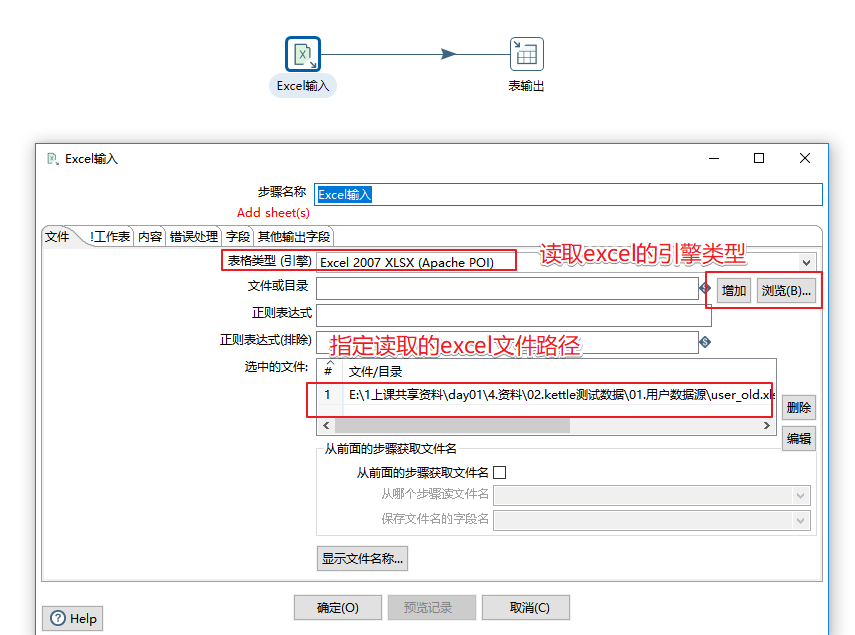 Excel输入
表输出
Excel输入
步骤名称 Excel输入
Add sheet(s)
文件 !工作表 内容 错误处理 字段 其他输出字段
表格类型 (引擎) Excel 2007 XLSX (Apache POI)
读取excel的引擎类型
文件或目录 增加 浏览(B)...
正则表达式
正则表达式(排除)
指定读取的excel文件路径
选中的文件: # 文件/目录
1 E:\1上课共享资料\day01\4.资料\02.kettle测试数据\01.用户数据源\user_old.xls
删除
编辑
从前面的步骤获取文件名
从前面的步骤获取文件名
从哪个步骤读文件名
保存文件名的字段名
显示文件名称...
确定(O) 预览记录 取消(C)
Help